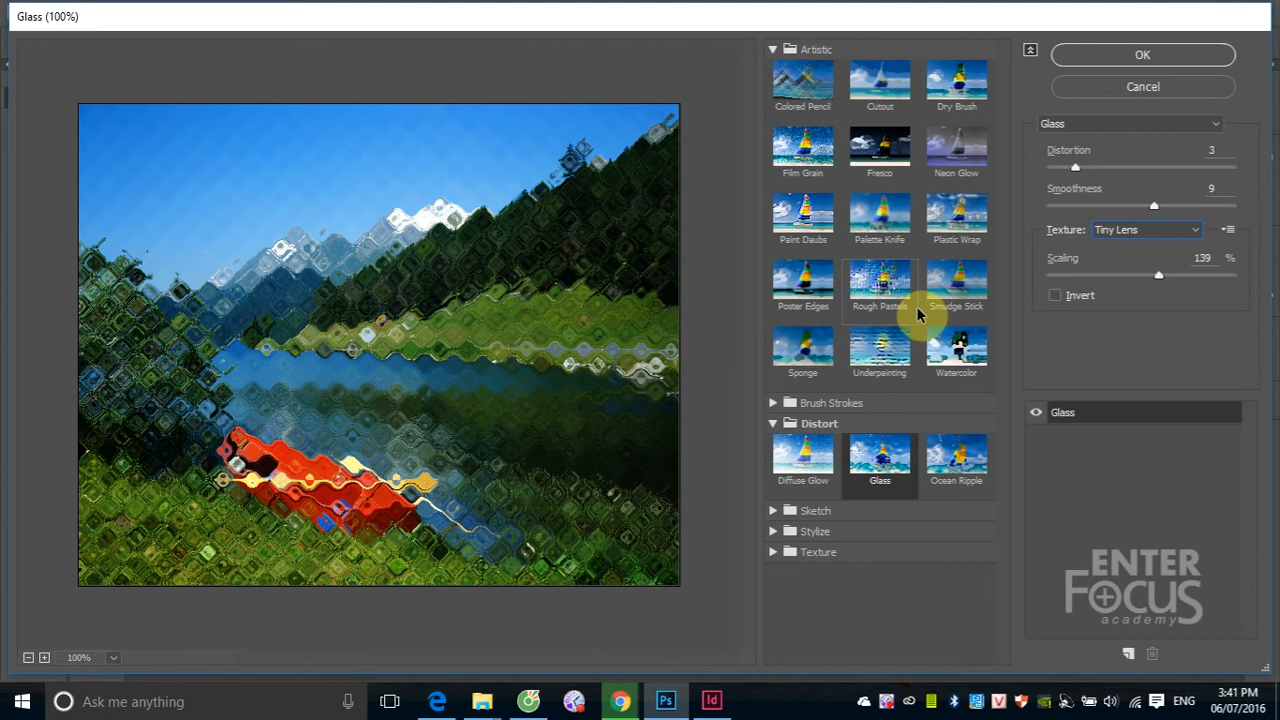 Glass (100%)
Artistic
Colored Pencil
Cutout
Dry Brush
Film Grain
Fresco
Neon Glow
Paint Daubs
Palette Knife
Plastic Wrap
Poster Edges
Rough Pastels
Smudge Stick
Sponge
Underpainting
Watercolor
Brush Strokes
Distort
Diffuse Glow
Glass
Ocean Ripple
Sketch
Stylize
Texture
OK
Cancel
Glass
Distortion 3
Smoothness 9
Texture: Tiny Lens
Scaling 139 %
Invert
Glass
ENTER
FOCUS
academy
100%
Ask me anything
Ps
Id
ENG
3:41 PM
06/07/2016